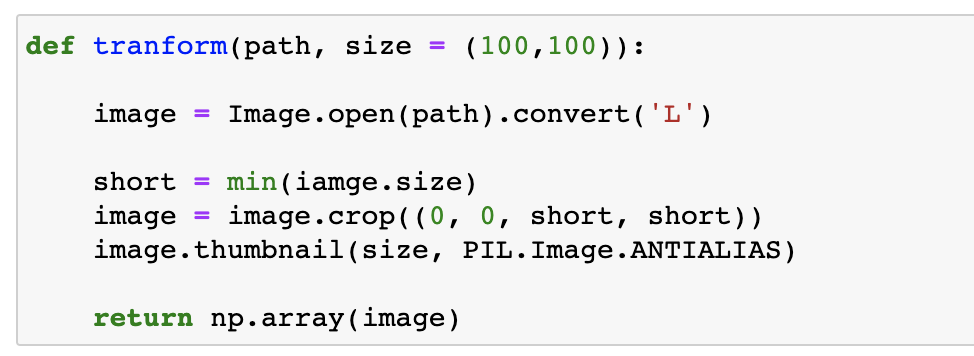 def tranform(path, size = (100,100)):
image = Image.open(path).convert('L')
short = min(iamge.size)
image = image.crop((0, 0, short, short))
image.thumbnail(size, PIL.Image.ANTIALIAS)
return np.array(image)